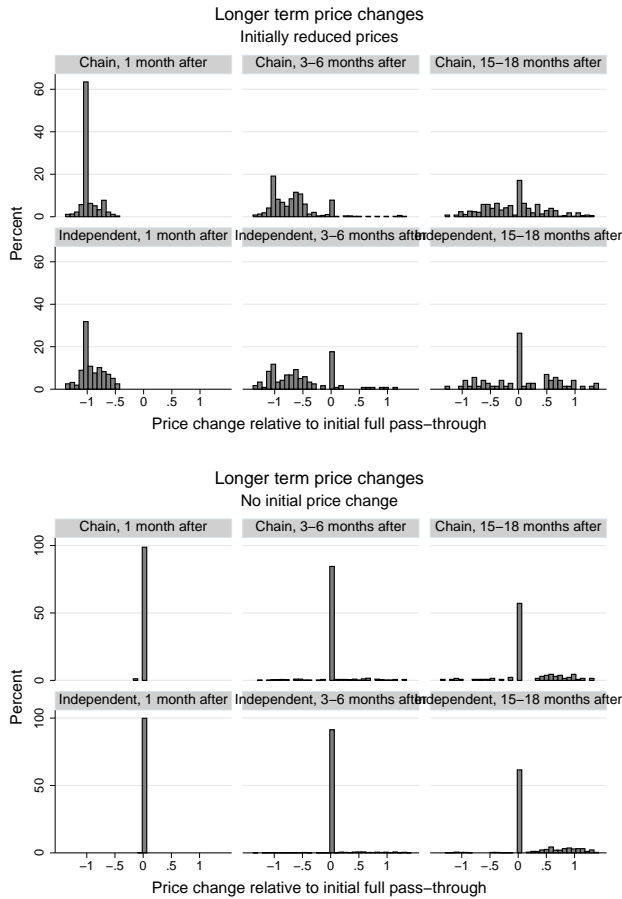 Longer term price changes
Initially reduced prices
Chain, 1 month after
Chain, 3−6 months after
Chain, 15−18 months after
60
40
20
0
Independent, 1 month after
Independent, 3−6 months after
Independent, 15−18 months after
60
40
20
0
Percent
−1 −.5 0 .5 1
−1 −.5 0 .5 1
−1 −.5 0 .5 1
Price change relative to initial full pass−through
Longer term price changes
No initial price change
Chain, 1 month after
Chain, 3−6 months after
Chain, 15−18 months after
100
50
0
Independent, 1 month after
Independent, 3−6 months after
Independent, 15−18 months after
100
50
0
Percent
−1 −.5 0 .5 1
−1 −.5 0 .5 1
−1 −.5 0 .5 1
Price change relative to initial full pass−through